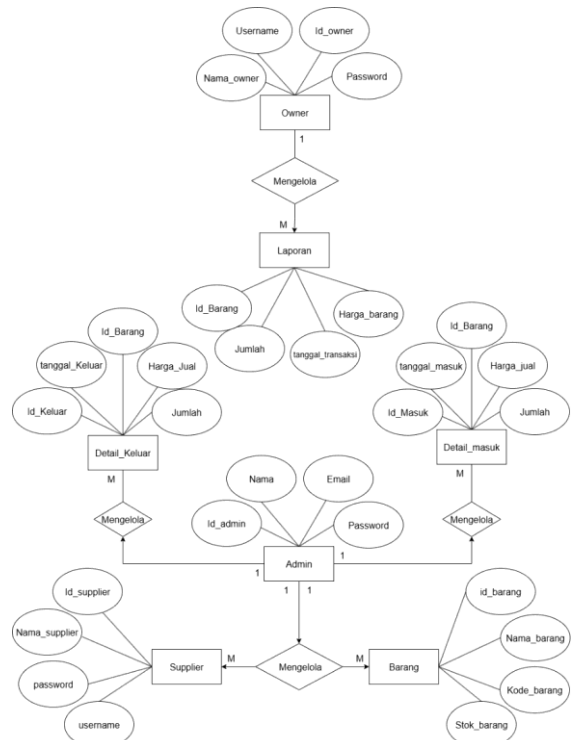 Username
Id_owner
Nama_owner
Password
Owner
1
Mengelola
M
Laporan
Id_Barang
Jumlah
tanggal_transaksi
Harga_barang
Id_Barang
tanggal_Keluar
Harga_Jual
Id_Keluar
Jumlah
Detail_Keluar
M
Mengelola
Id_Barang
tanggal_masuk
Harga_jual
Id_Masuk
Jumlah
Detail_masuk
M
Mengelola
Nama
Email
Id_admin
Password
Admin
1
1
1
1
Id_supplier
Nama_supplier
password
username
Supplier
M
Mengelola
M
Barang
id_barang
Nama_barang
Kode_barang
Stok_barang